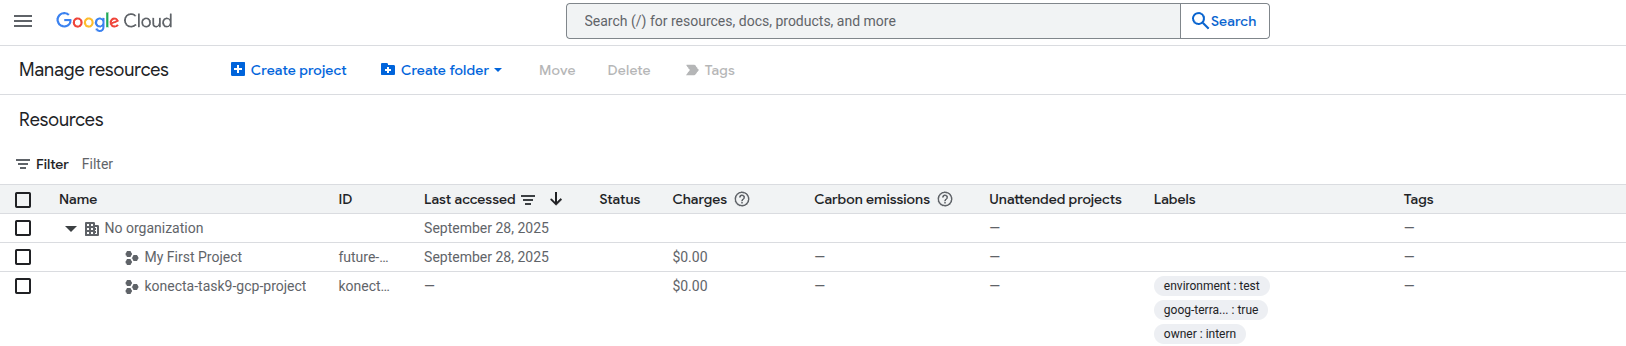 Google Cloud
Search (/) for resources, docs, products, and more
Search
Manage resources
Create project
Create folder
Move
Delete
Tags
Resources
Filter Filter
Name ID Last accessed Status Charges Carbon emissions Unattended projects Labels Tags
No organization September 28, 2025 – –
My First Project future-... September 28, 2025 $0.00 – – –
konecta-task9-gcp-project konect... – $0.00 – – environment : test –
goog-terra... : true
owner : intern